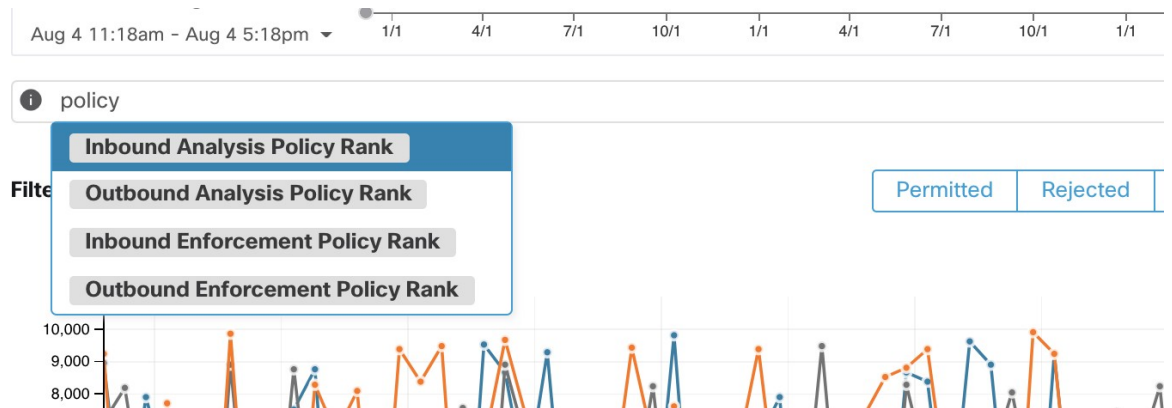 Aug 4 11:18am - Aug 4 5:18pm
1/1 4/1 7/1 10/1 1/1 4/1 7/1 10/1 1/1
policy
Inbound Analysis Policy Rank
Outbound Analysis Policy Rank
Inbound Enforcement Policy Rank
Outbound Enforcement Policy Rank
Permitted Rejected
10,000
9,000
8,000